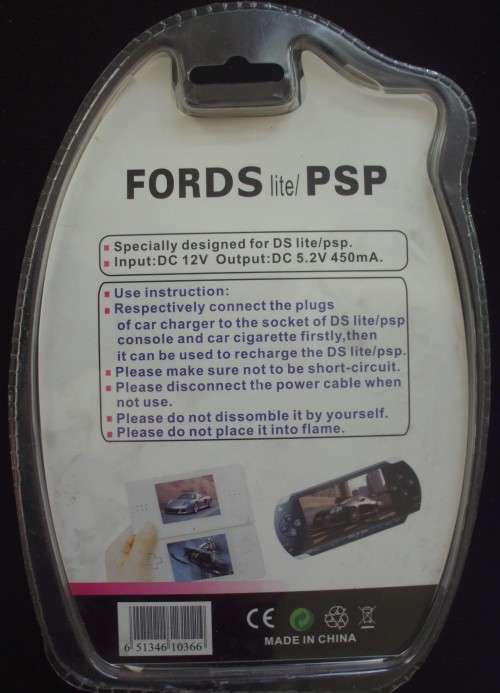 FORDS lite/ PSP
Specially designed for DS lite/psp.
Input:DC 12V Output:DC 5.2V 450mA.
Use instruction:
Respectively connect the plugs
of car charger to the socket of DS lite/psp
console and car cigarette firstly,then
it can be used to recharge the DS lite/psp.
Please make sure not to be short-circuit.
Please disconnect the power cable when
not use.
Please do not dissomble it by yourself.
Please do not place it into flame.
CE
MADE IN CHINA
6 51346 10366